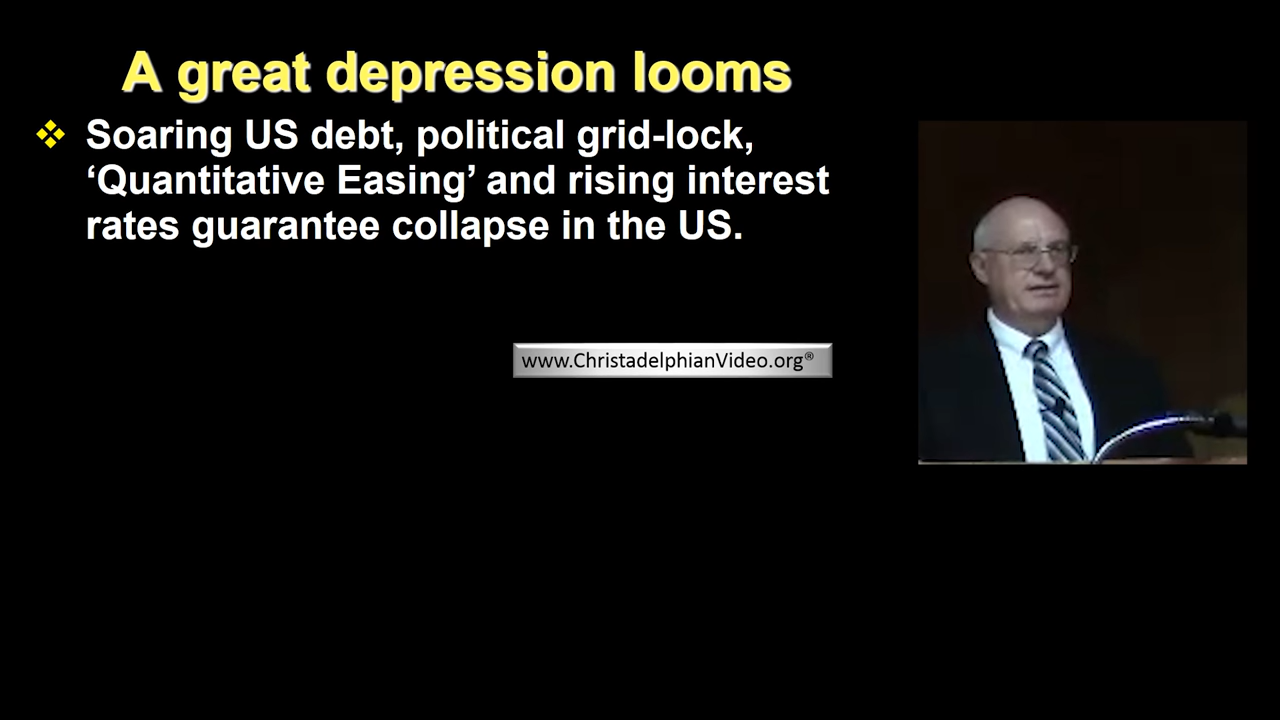 A great depression looms
Soaring US debt, political grid-lock,
‘Quantitative Easing’ and rising interest
rates guarantee collapse in the US.
www.ChristadelphianVideo.org®